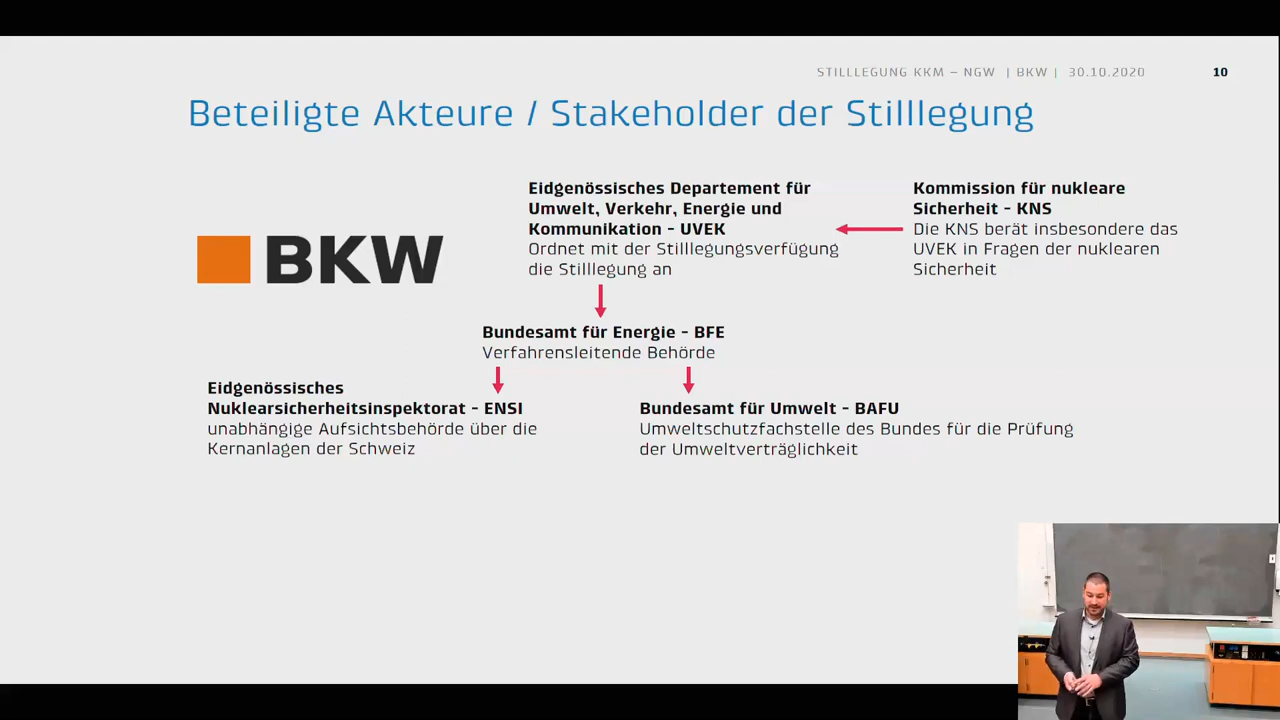 STILLLEGUNG KKM – NGW | BKW | 30.10.2020 10
Beteiligte Akteure / Stakeholder der Stilllegung
BKW
Eidgenössisches Departement für
Umwelt, Verkehr, Energie und
Kommunikation - UVEK
Ordnet mit der Stilllegungsverfügung
die Stilllegung an
Kommission für nukleare
Sicherheit - KNS
Die KNS berät insbesondere das
UVEK in Fragen der nuklearen
Sicherheit
Bundesamt für Energie - BFE
Verfahrensleitende Behörde
Eidgenössisches
Nuklearsicherheitsinspektorat - ENSI
unabhängige Aufsichtsbehörde über die
Kernanlagen der Schweiz
Bundesamt für Umwelt - BAFU
Umweltschutzfachstelle des Bundes für die Prüfung
der Umweltverträglichkeit